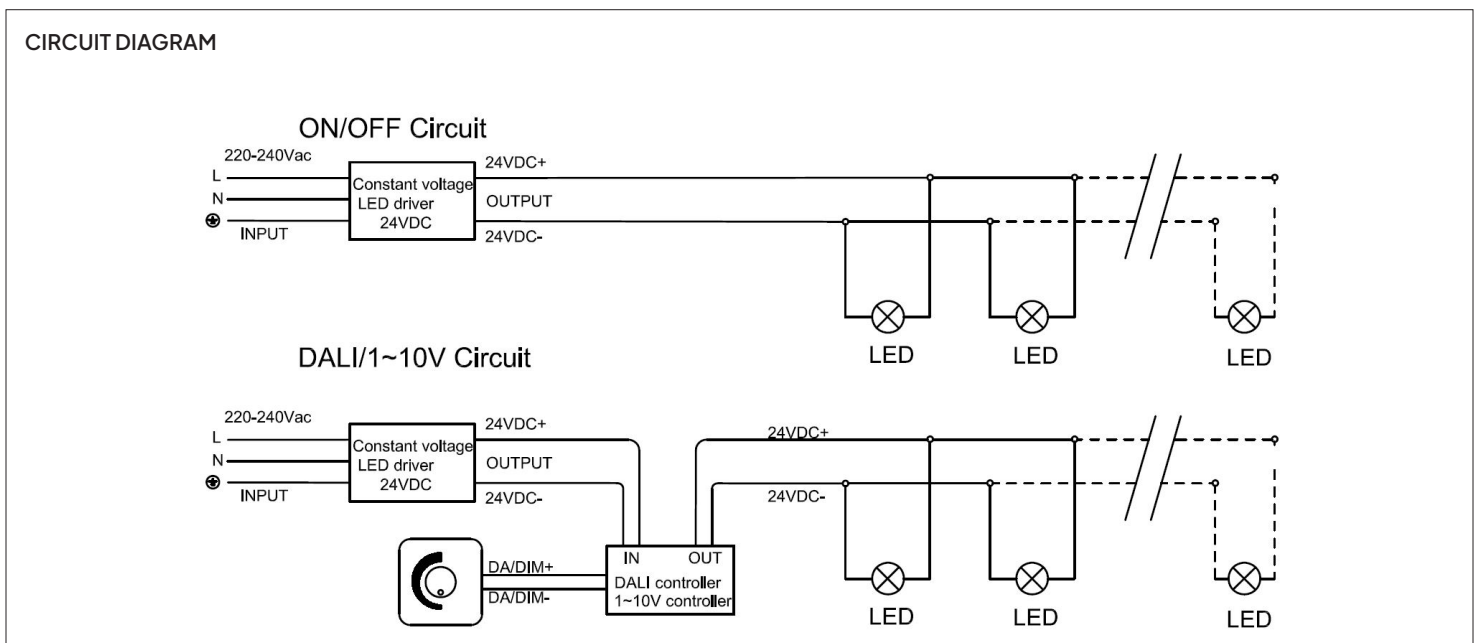 CIRCUIT DIAGRAM
ON/OFF Circuit
220-240Vac
L
N
INPUT
Constant voltage
LED driver
24VDC
24VDC+
OUTPUT
24VDC-
LED
LED
LED
DALI/1~10V Circuit
220-240Vac
L
N
INPUT
Constant voltage
LED driver
24VDC
24VDC+
OUTPUT
24VDC-
24VDC+
24VDC-
IN OUT
DALI controller
1~10V controller
DA/DIM+
DA/DIM-
LED
LED
LED